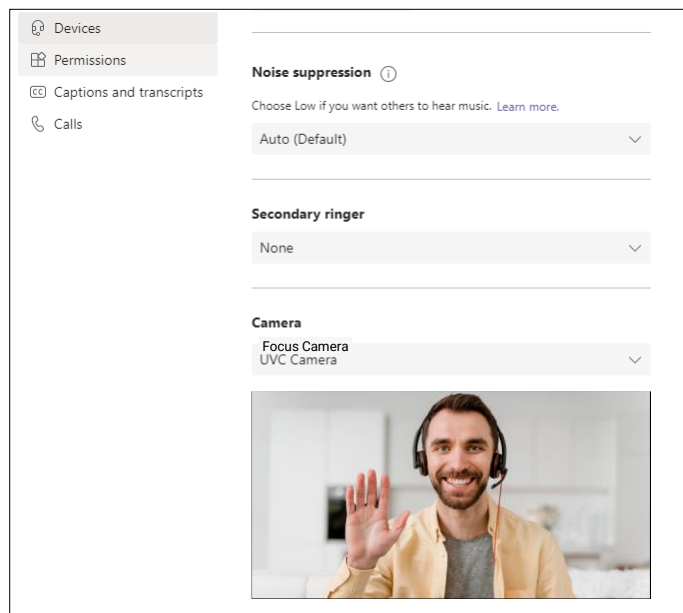 Devices
Permissions
CC Captions and transcripts
Calls
Noise suppression
Choose Low if you want others to hear music. Learn more.
Auto (Default)
Secondary ringer
None
Camera
Focus Camera
UVC Camera